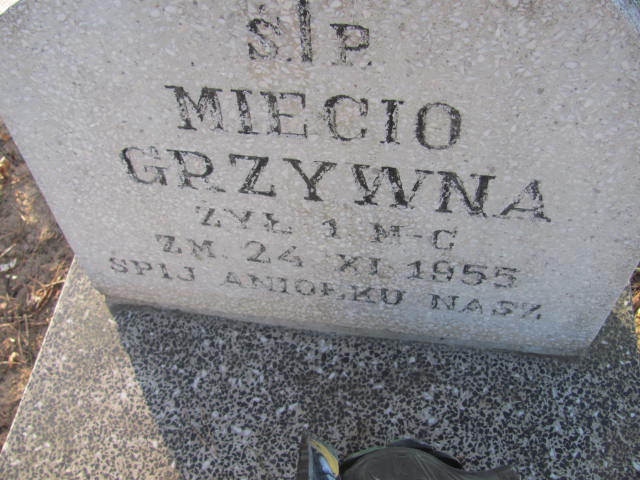 Ś.P.
MIECIO
GRZYWNA
ŻYŁ 1 M-C
ZM. 24 XI 1955
ŚPIJ ANIOŁKU NASZ